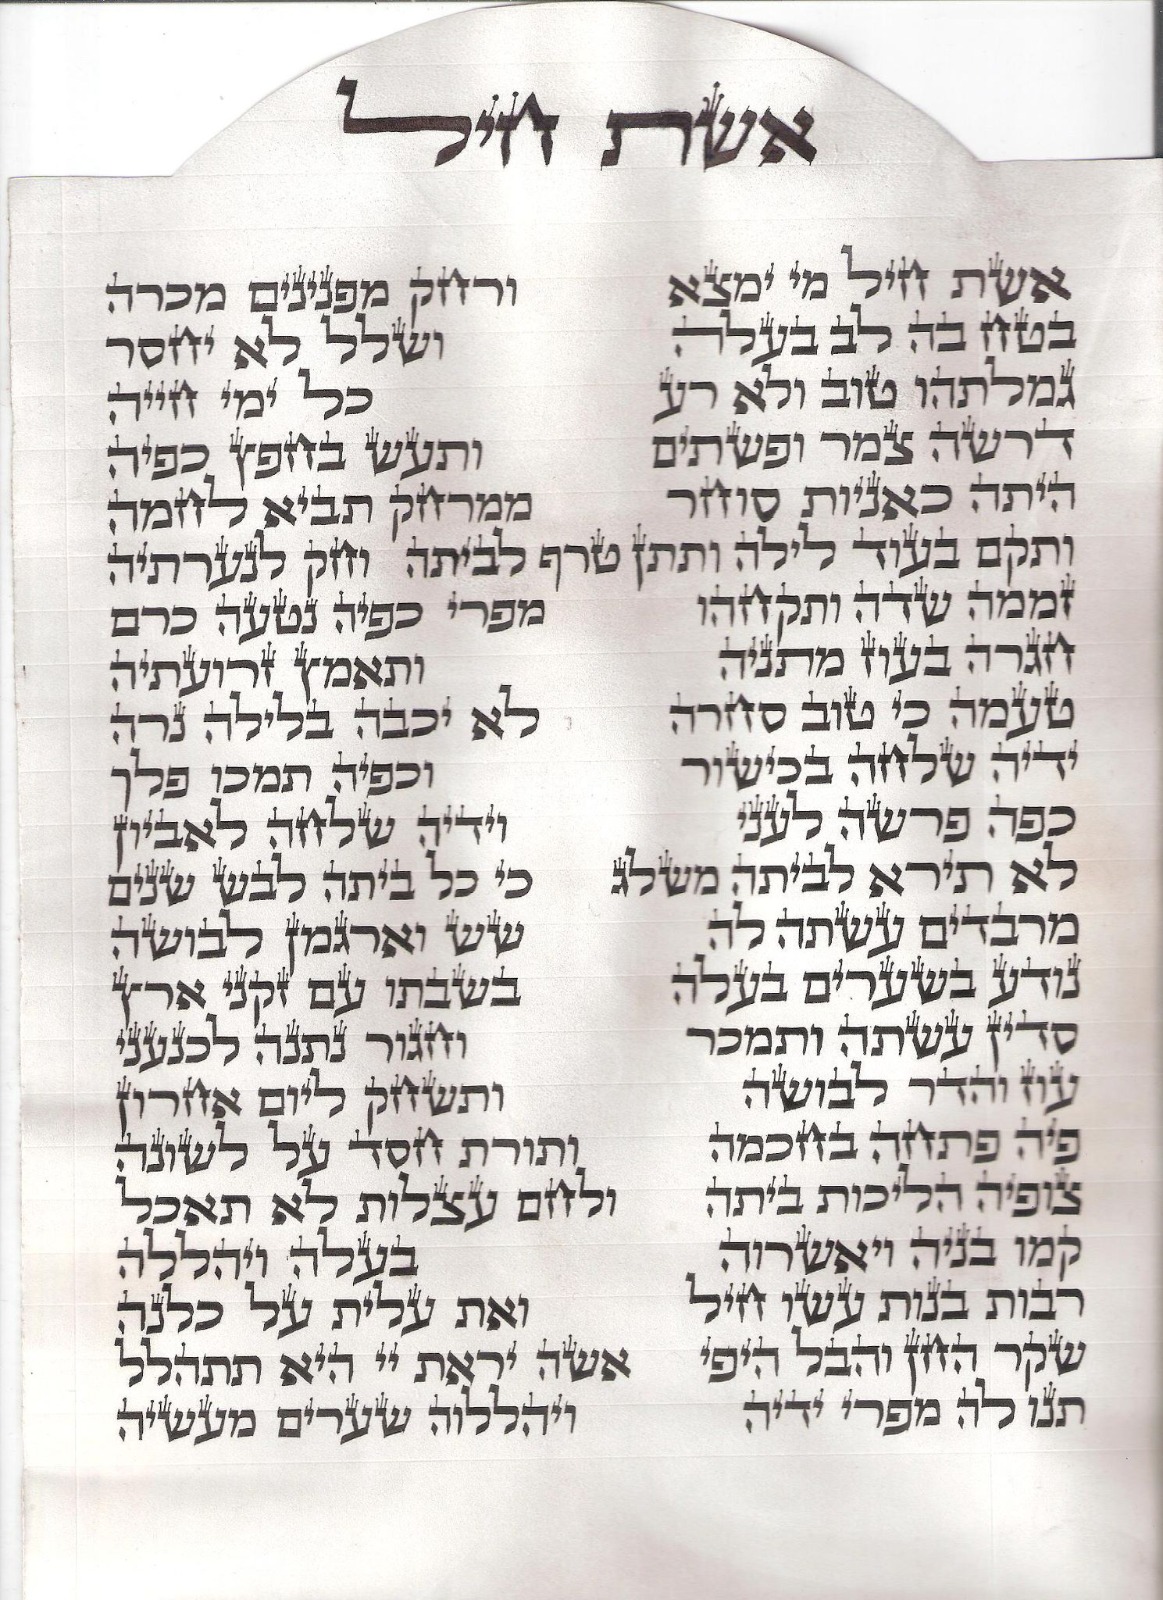 אשת חיל
אשת חיל מי ימצא ורחק מפנינים מכרה
בטח בה לב בעלה ושלל לא יחסר
גמלתהו טוב ולא רע כל ימי חייה
דרשה צמר ופשתים ותעש בחפץ כפיה
היתה כאניות סוחר ממרחק תביא לחמה
ותקם בעוד לילה ותתן טרף לביתה וחק לנערתיה
זממה שדה ותקחהו מפרי כפיה נטעה כרם
חגרה בעוז מתניה ותאמץ זרועתיה
טעמה כי טוב סחרה לא יכבה בלילה נרה
ידיה שלחה בכישור וכפיה תמכו פלך
כפה פרשה לעני וידיה שלחה לאביון
לא תירא לביתה משלג כי כל ביתה לבש שנים
מרבדים עשתה לה שש וארגמן לבושה
נודע בשערים בעלה בשבתו עם זקני ארץ
סדין עשתה ותמכר וחגור נתנה לכנעני
עוז והדר לבושה ותשחק ליום אחרון
פיה פתחה בחכמה ותורת חסד על לשונה
צופיה הליכות ביתה ולחם עצלות לא תאכל
קמו בניה ויאשרוה בעלה ויהללה
רבות בנות עשו חיל ואת עלית על כלנה
שקר החן והבל היפי אשה יראת יי היא תתהלל
תנו לה מפרי ידיה ויהללוה שערים מעשיה